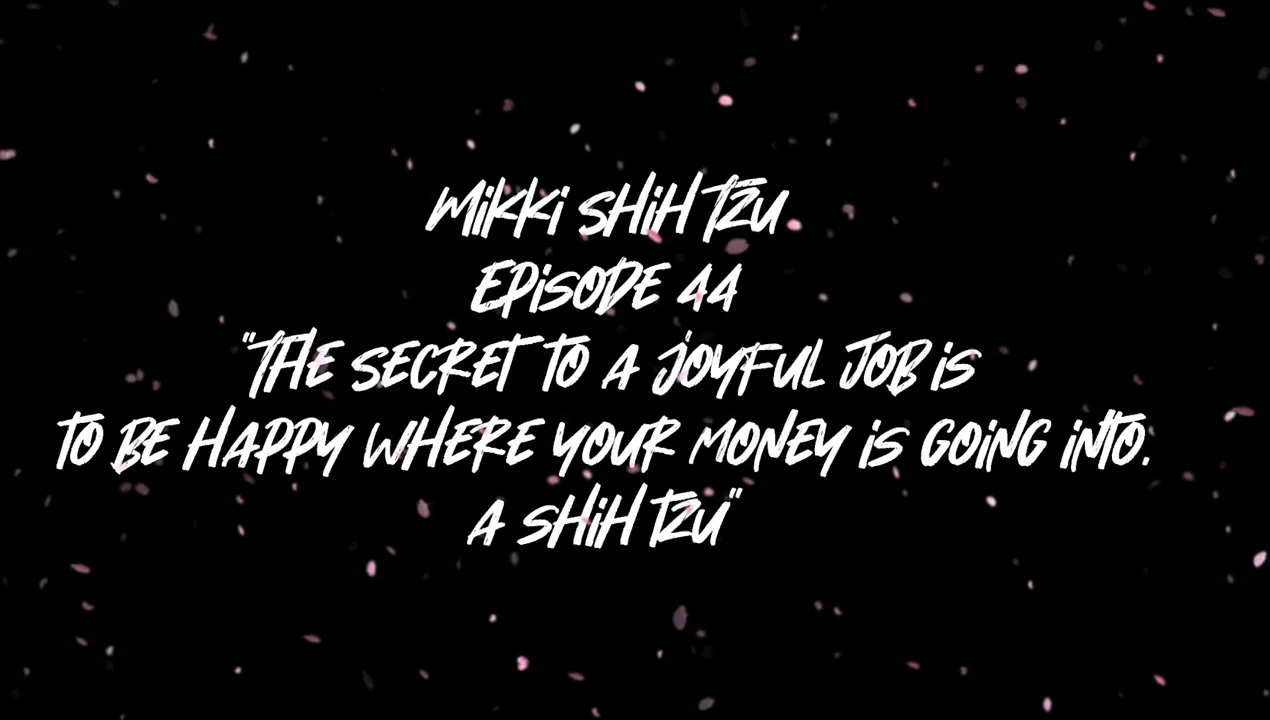 MIKKI SHIH TZU
EPISODE 44
"THE SECRET TO A JOYFUL JOB IS
TO BE HAPPY WHERE YOUR MONEY IS GOING INTO.
A SHIH TZU"